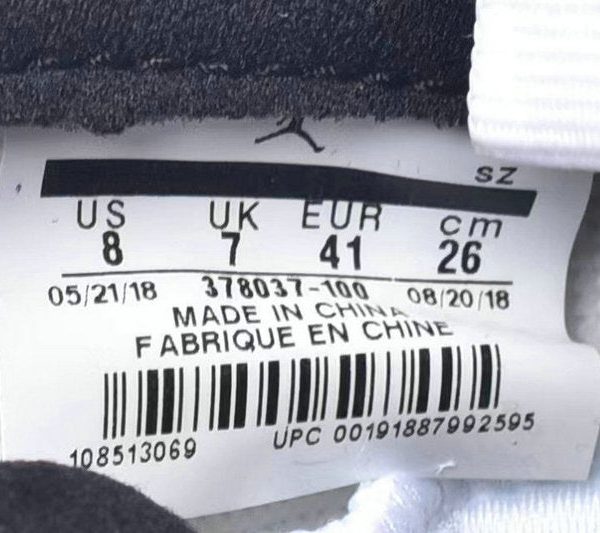 SZ
US UK EUR cm
8 7 41 26
05/21/18 378037-100 08/20/18
MADE IN CHINA
FABRIQUE EN CHINE
108513069 UPC 00191887992595